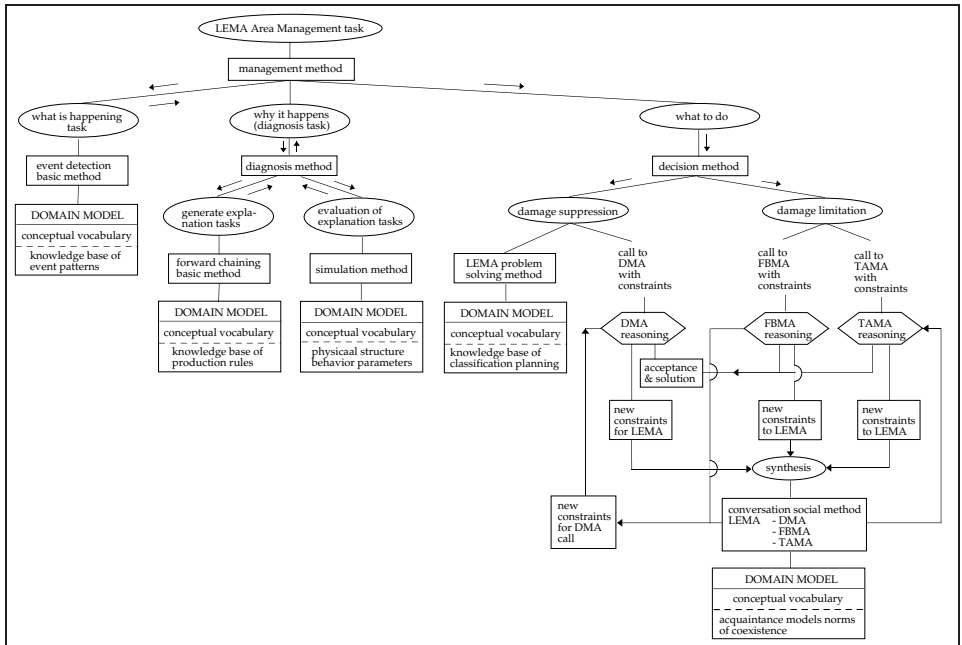 LEMA Area Management task
management method
what is happening
task
why it happens
(diagnosis task)
what to do
event detection
basic method
diagnosis method
decision method
DOMAIN MODEL
conceptual vocabulary
knowledge base of
event patterns
generate expla-
nation tasks
evaluation of
explanation tasks
damage suppression
damage limitation
forward chaining
basic method
simulation method
LEMA problem
solving method
call to
DMA
with
constraints
call to
FBMA
with
constraints
call to
TAMA
with
constraints
DOMAIN MODEL
conceptual vocabulary
knowledge base of
production rules
DOMAIN MODEL
conceptual vocabulary
physicaal structure
behavior parameters
DOMAIN MODEL
conceptual vocabulary
knowledge base of
classification planning
DMA
reasoning
FBMA
reasoning
TAMA
reasoning
acceptance
& solution
new
constraints
for LEMA
new
constraints
to LEMA
new
constraints
to LEMA
synthesis
new
constraints
for DMA
call
conversation social method
LEMA - DMA
- FBMA
- TAMA
DOMAIN MODEL
conceptual vocabulary
acquaintance models norms
of coexistence